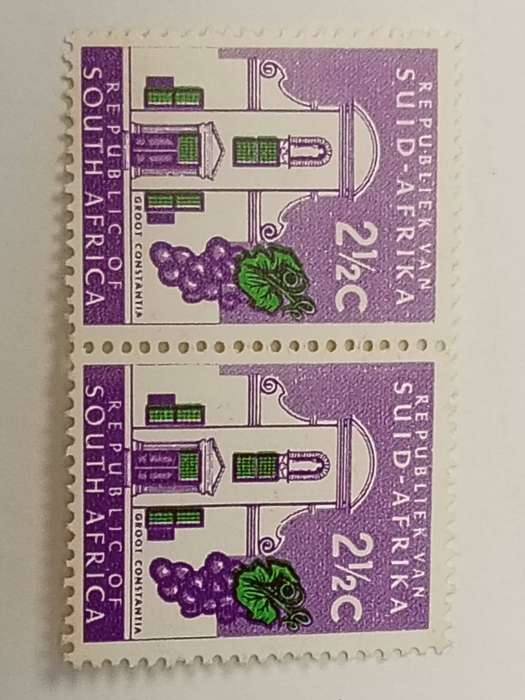 REPUBLIEK VAN
SUID-AFRIKA
2½C
GROOT CONSTANTIA
REPUBLIC OF
SOUTH AFRICA
REPUBLIEK VAN
SUID-AFRIKA
2½C
GROOT CONSTANTIA
REPUBLIC OF
SOUTH AFRICA